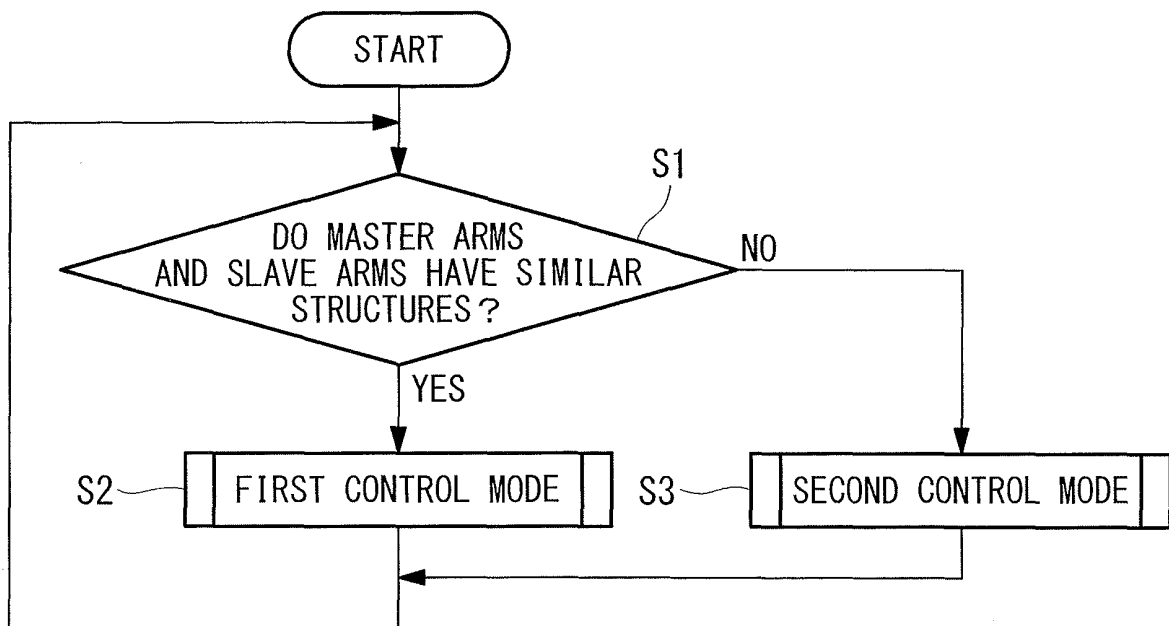 START
S1
DO MASTER ARMS
AND SLAVE ARMS HAVE SIMILAR
STRUCTURES?
NO
YES
S2
FIRST CONTROL MODE
S3
SECOND CONTROL MODE